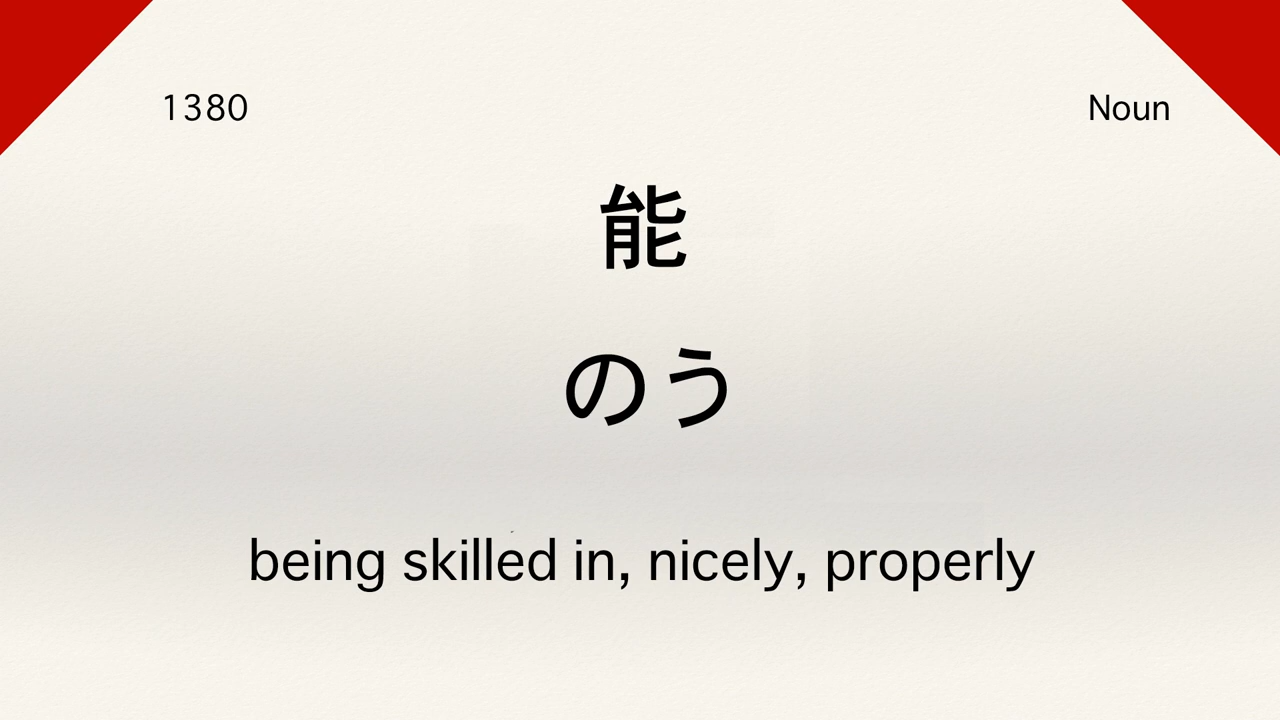 1380
Noun
能
のう
being skilled in, nicely, properly